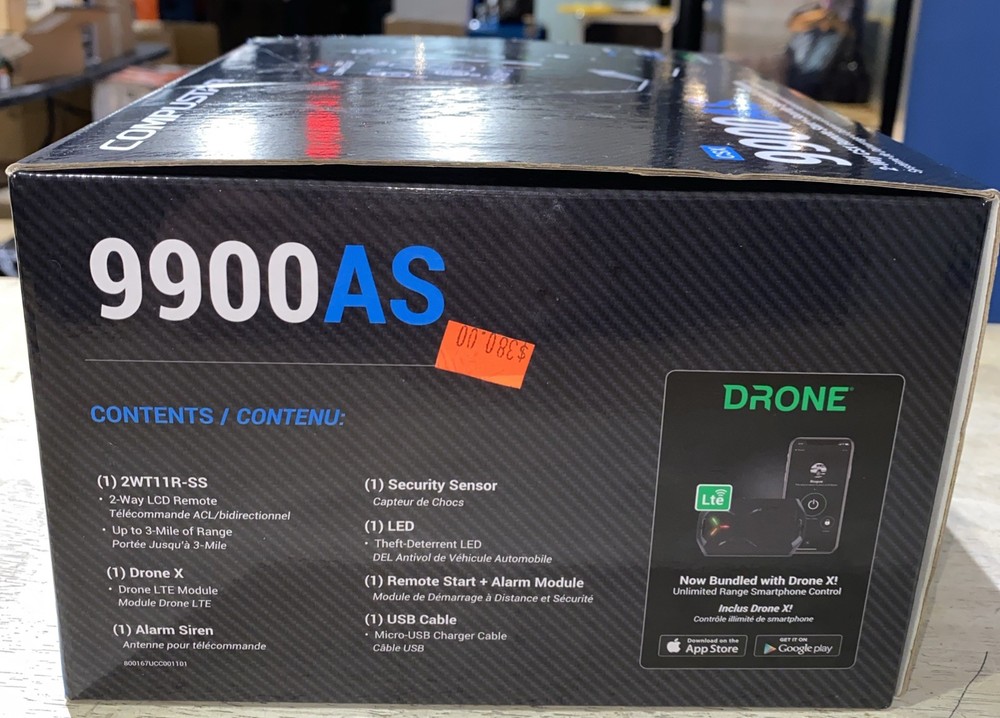 COMPUSTAR
9900AS
9900AS
$380.00
CONTENTS / CONTENU:
(1) 2WT11R-SS
• 2-Way LCD Remote
Télécommande ACL/bidirectionnel
• Up to 3-Mile of Range
Portée Jusqu'à 3-Mile
(1) Drone X
• Drone LTE Module
Module Drone LTE
(1) Alarm Siren
Antenne pour télécommande
800167UCC001101
(1) Security Sensor
Capteur de Chocs
(1) LED
• Theft-Deterrent LED
DEL Antivol de Véhicule Automobile
(1) Remote Start + Alarm Module
Module de Démarrage à Distance et Sécurité
(1) USB Cable
• Micro-USB Charger Cable
Câble USB
DRONE
Lte
Now Bundled with Drone X!
Unlimited Range Smartphone Control
Inclus Drone X!
Contrôle illimité de smartphone
Download on the
App Store
GET IT ON
Google play